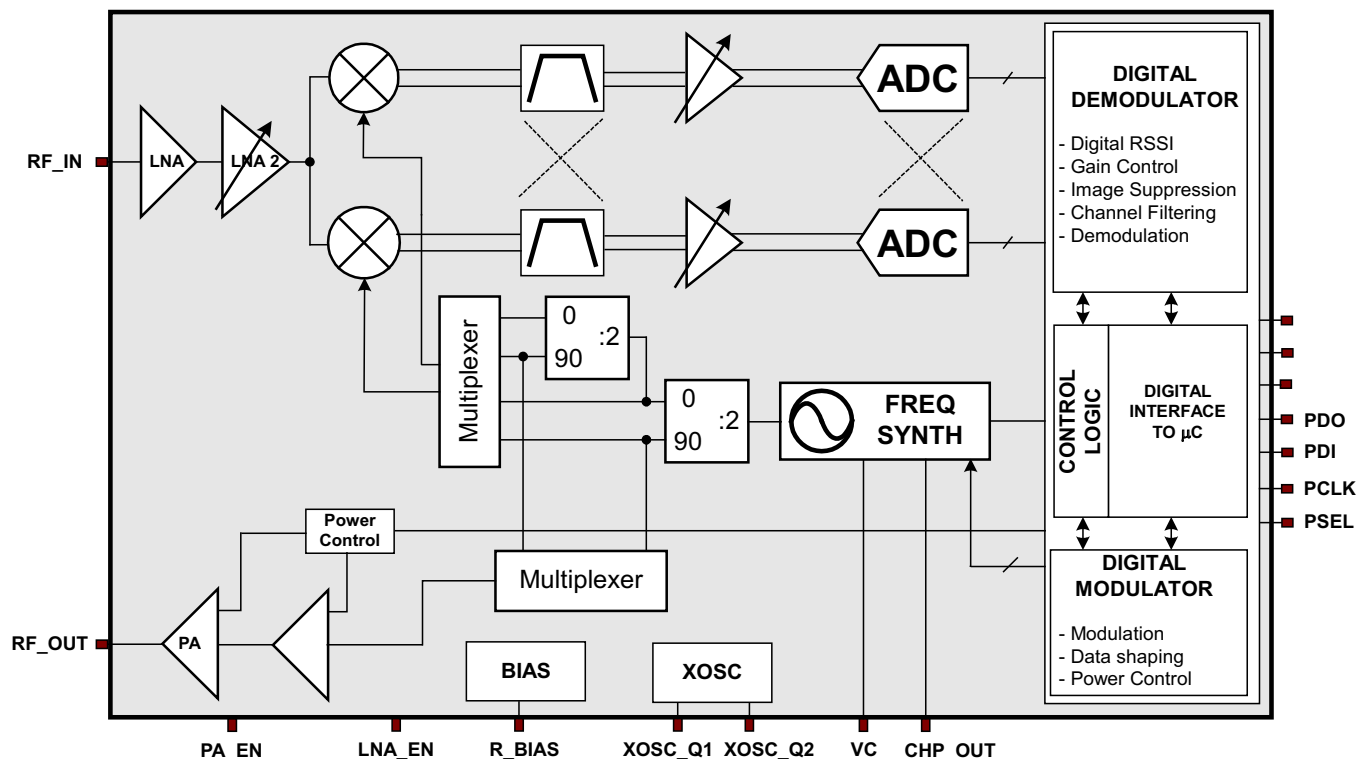 ADC
DIGITAL
DEMODULATOR
- Digital RSSI
- Gain Control
- Image Suppression
- Channel Filtering
- Demodulation
RF_IN
LNA
LNA 2
ADC
Multiplexer
0
:2
90
0
:2
90
FREQ
SYNTH
CONTROL
LOGIC
DIGITAL
INTERFACE
TO µC
PDO
PDI
PCLK
PSEL
Power
Control
Multiplexer
DIGITAL
MODULATOR
- Modulation
- Data shaping
- Power Control
RF_OUT
PA
BIAS
XOSC
PA_EN
LNA_EN
R_BIAS
XOSC_Q1
XOSC_Q2
VC
CHP_OUT